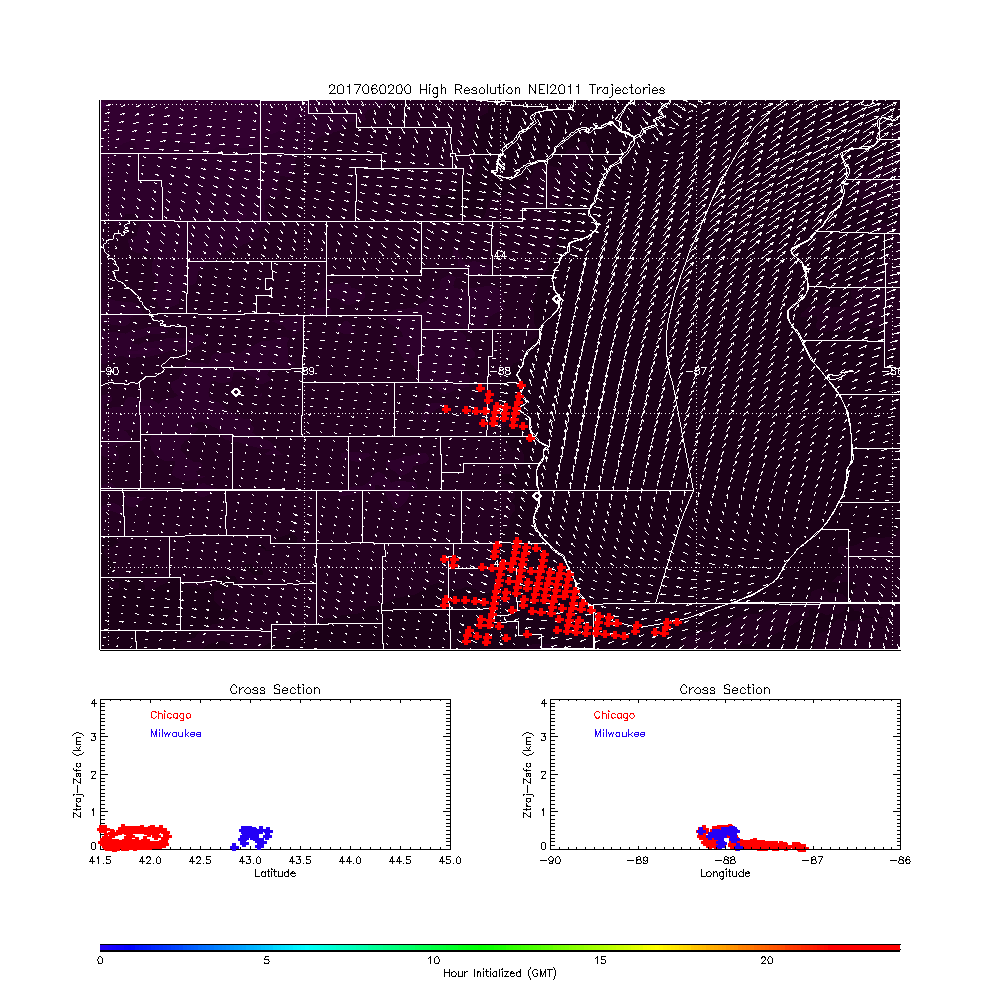 2017060200 High Resolution NEI2011 Trajectories
44
-90 -89 -88 -87 -86
Cross Section
Chicago
Milwaukee
Ztraj-Zsfc (km)
4
3
2
1
0
41.5 42.0 42.5 43.0 43.5 44.0 44.5 45.0
Latitude
Cross Section
Chicago
Milwaukee
Ztraj-Zsfc (km)
4
3
2
1
0
-90 -89 -88 -87 -86
Longitude
0 5 10 15 20
Hour Initialized (GMT)